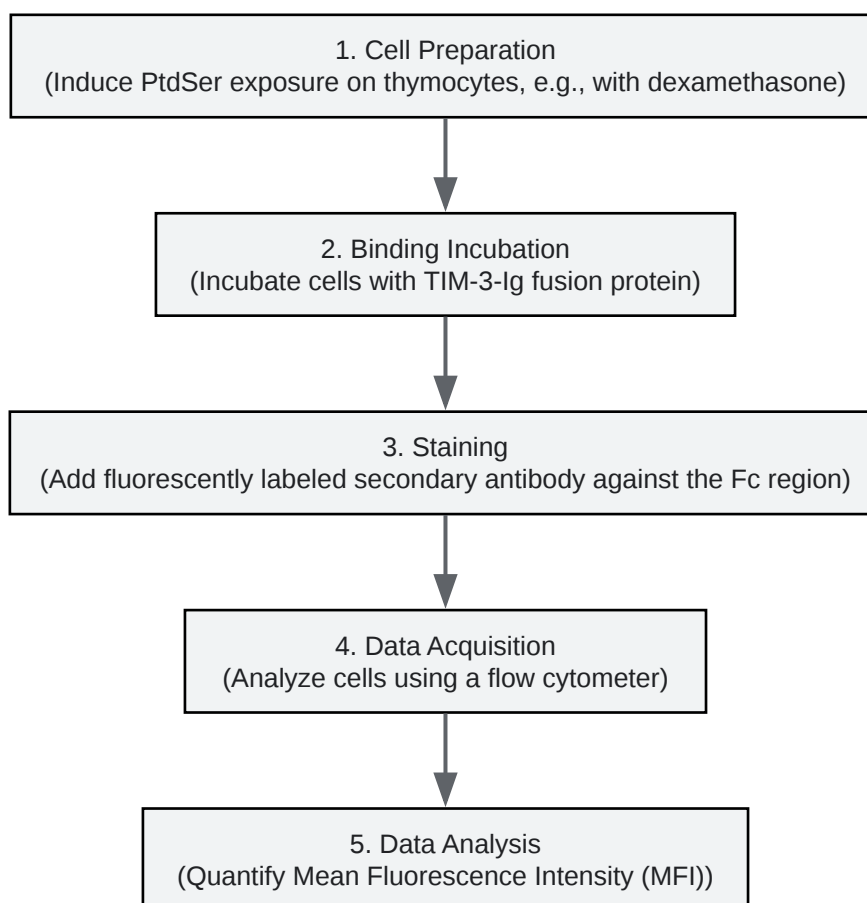 1. Cell Preparation
(Induce PtdSer exposure on thymocytes, e.g., with dexamethasone)
2. Binding Incubation
(Incubate cells with TIM-3-Ig fusion protein)
3. Staining
(Add fluorescently labeled secondary antibody against the Fc region)
4. Data Acquisition
(Analyze cells using a flow cytometer)
5. Data Analysis
(Quantify Mean Fluorescence Intensity (MFI))